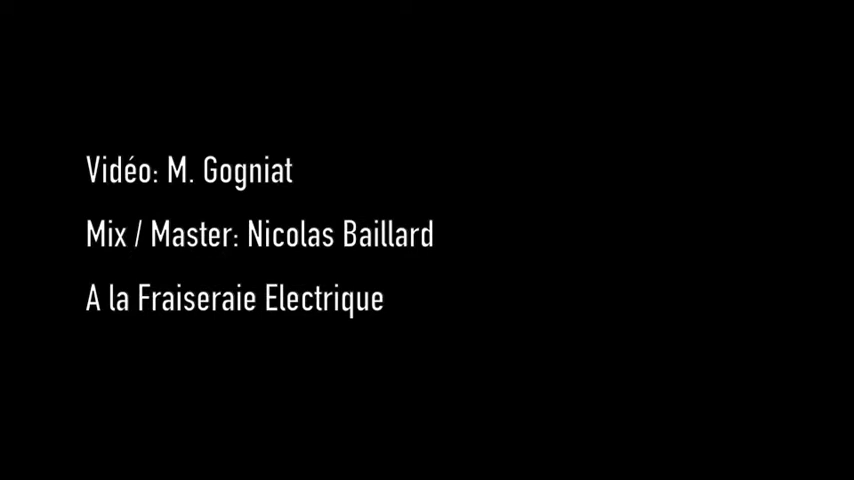 Vidéo: M. Gogniat
Mix / Master: Nicolas Baillard
A la Fraiseraie Electrique